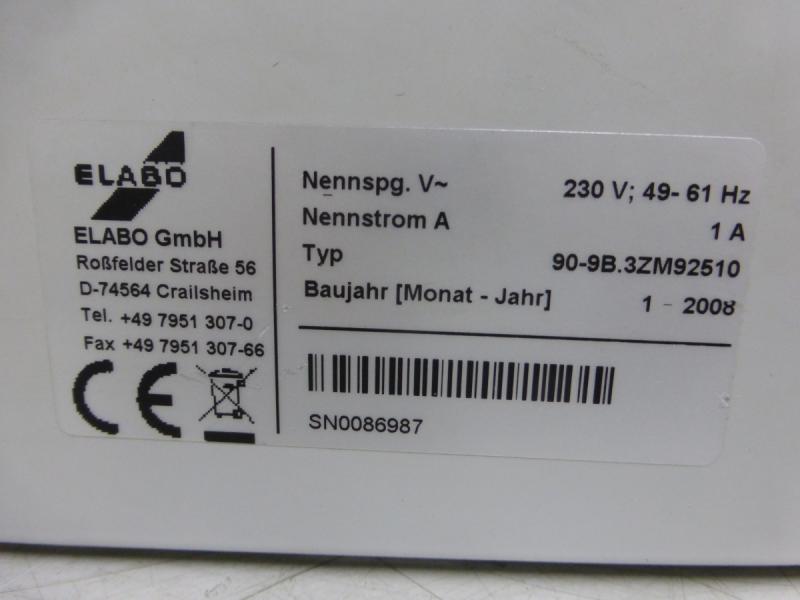 ELABO
ELABO GmbH
Roßfelder Straße 56
D-74564 Crailsheim
Tel. +49 7951 307-0
Fax +49 7951 307-66
CE
Nennspg. V~ 230 V; 49- 61 Hz
Nennstrom A 1 A
Typ 90-9B.3ZM92510
Baujahr [Monat - Jahr] 1 - 2008
SN0086987